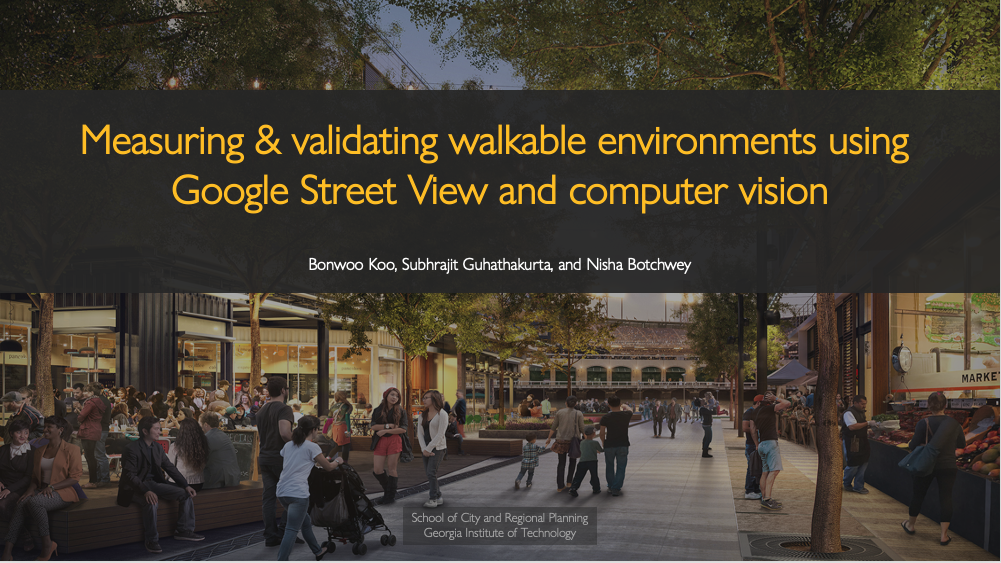 Measuring & validating walkable environments using
Google Street View and computer vision
Bonwoo Koo, Subhrajit Guhathakurta, and Nisha Botchwey
MARKE
School of City and Regional Planning
Georgia Institute of Technology